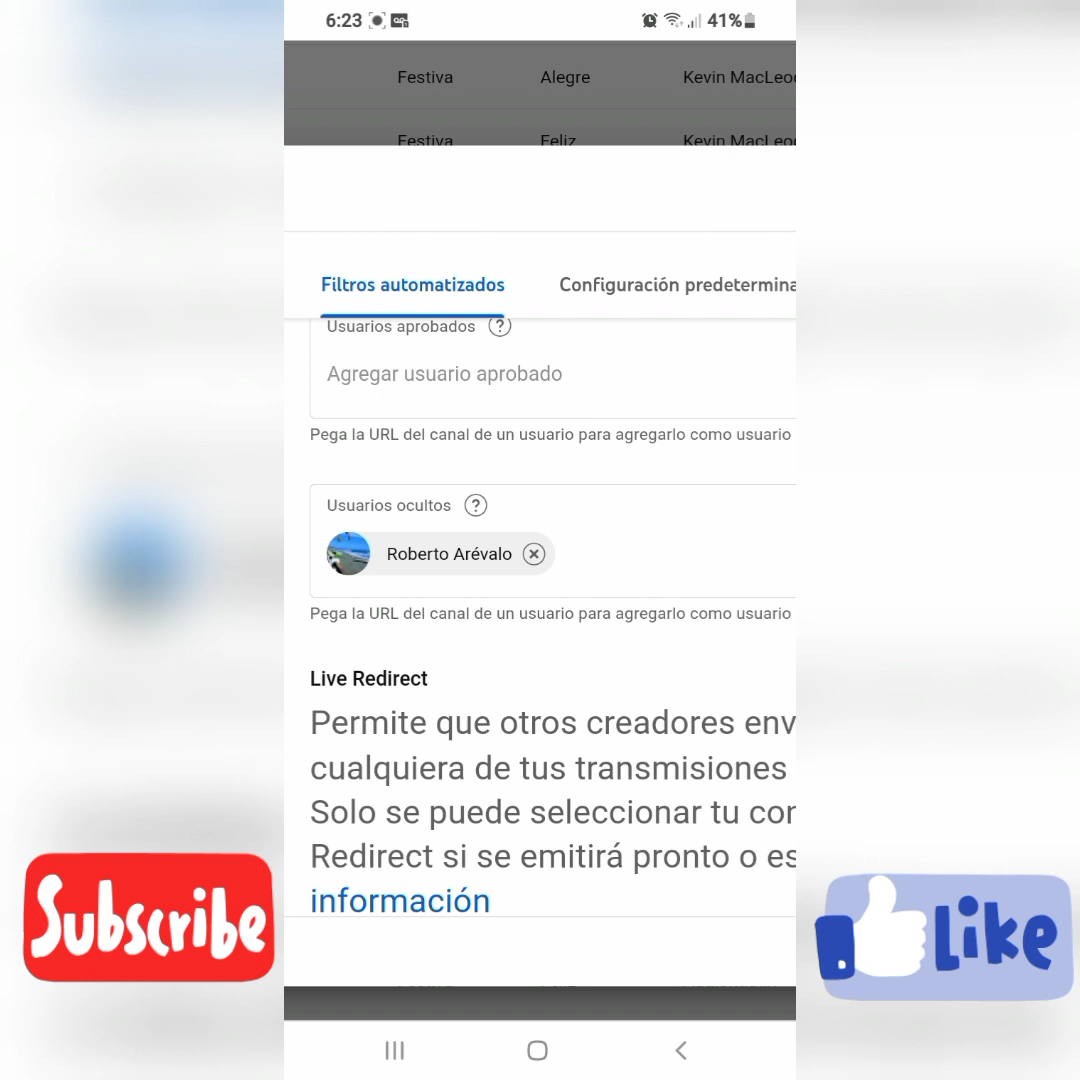 6:23 41%
Festiva Alegre Kevin MacLeo
Festiva Feliz Kevin MacLeo
Filtros automatizados Configuración predetermina
Usuarios aprobados ?
Agregar usuario aprobado
Pega la URL del canal de un usuario para agregarlo como usuario
Usuarios ocultos ?
Roberto Arévalo
Pega la URL del canal de un usuario para agregarlo como usuario
Live Redirect
Permite que otros creadores env
cualquiera de tus transmisiones
Solo se puede seleccionar tu con
Redirect si se emitirá pronto o es
información
Subscribe
Like